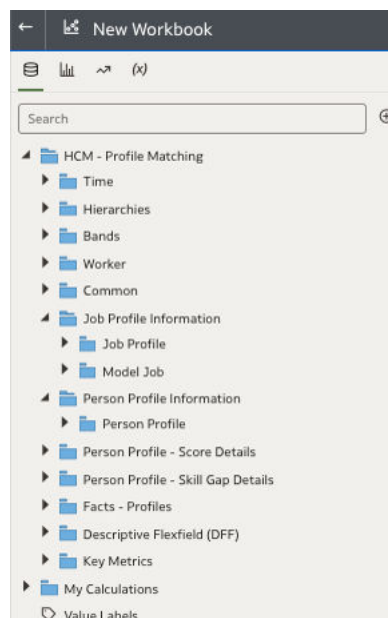 New Workbook
(x)
Search
HCM - Profile Matching
Time
Hierarchies
Bands
Worker
Common
Job Profile Information
Job Profile
Model Job
Person Profile Information
Person Profile
Person Profile - Score Details
Person Profile - Skill Gap Details
Facts - Profiles
Descriptive Flexfield (DFF)
Key Metrics
My Calculations
Value Labels